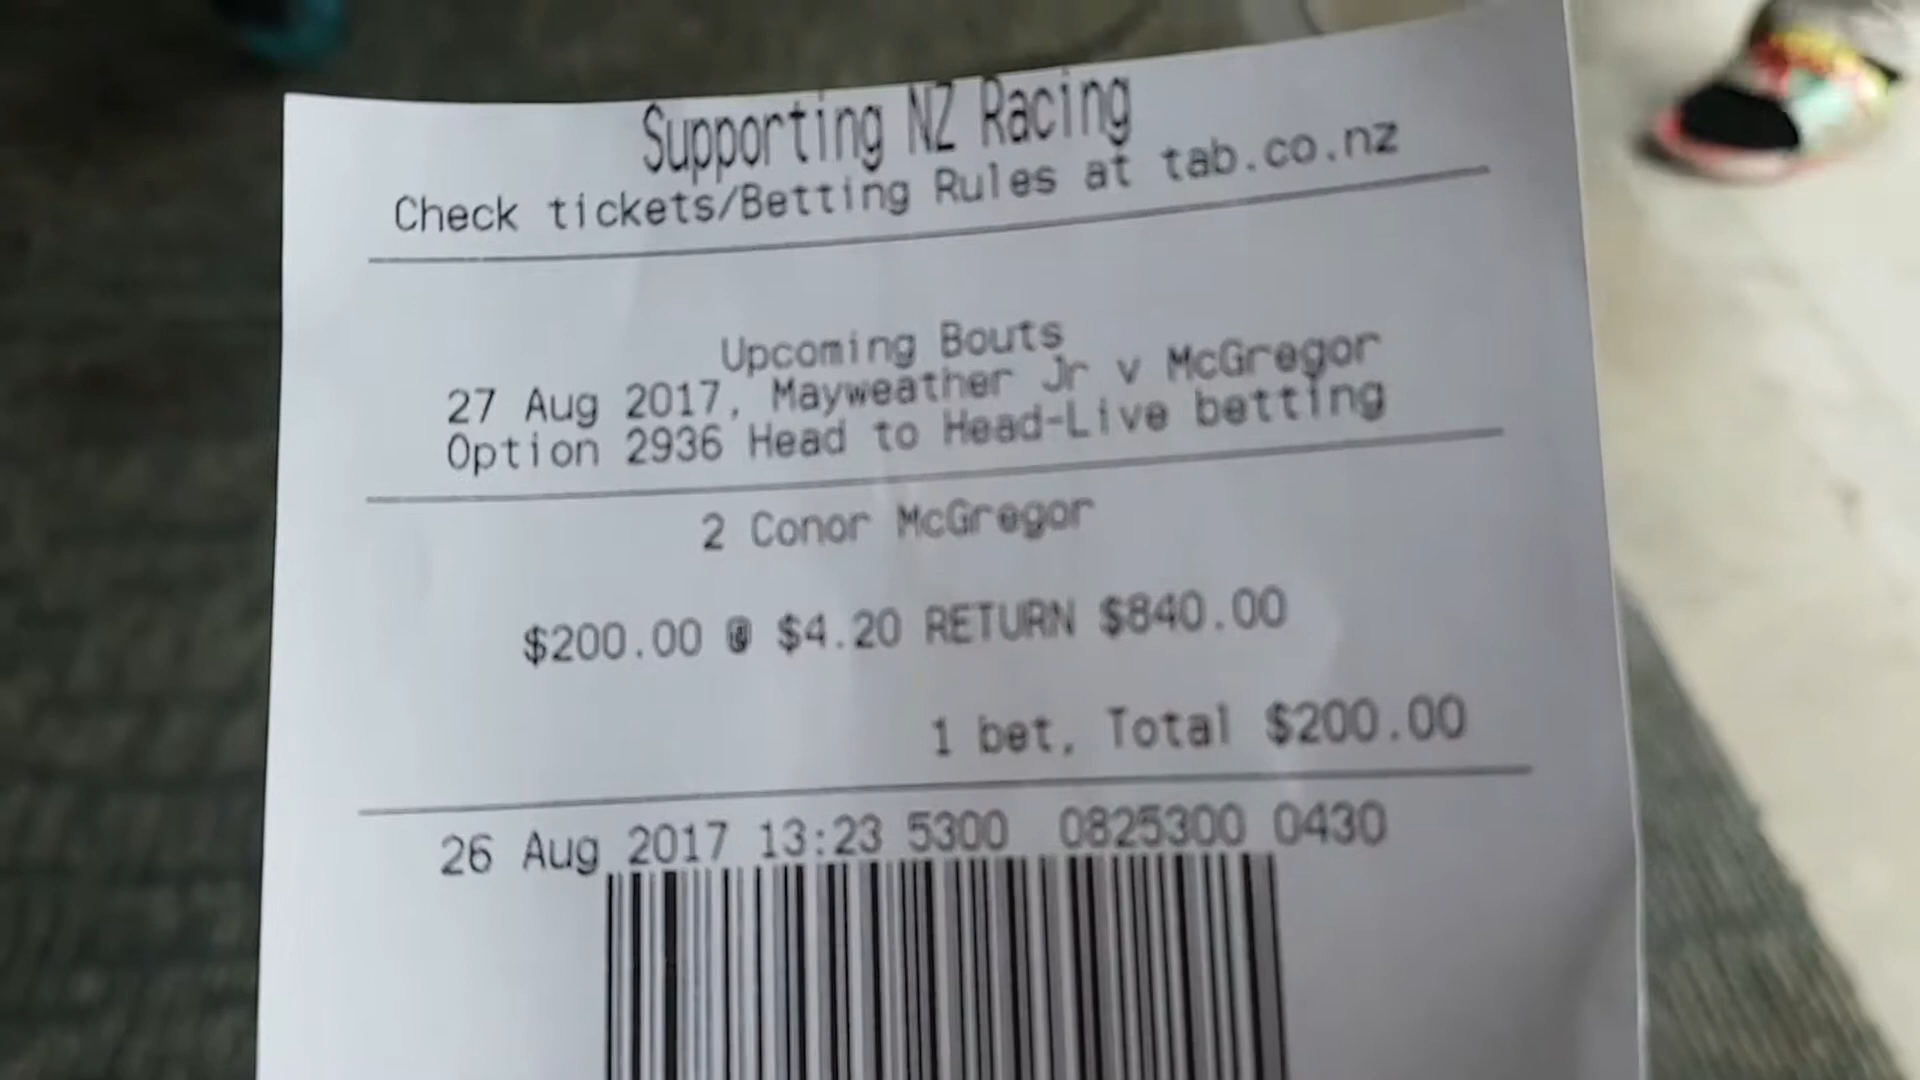 Supporting NZ Racing
Check tickets/Betting Rules at tab.co.nz
Upcoming Bouts
27 Aug 2017, Mayweather Jr v McGregor
Option 2936 Head to Head-Live betting
2 Conor McGregor
$200.00 @ $4.20 RETURN $840.00
1 bet, Total $200.00
26 Aug 2017 13:23 5300 0825300 0430